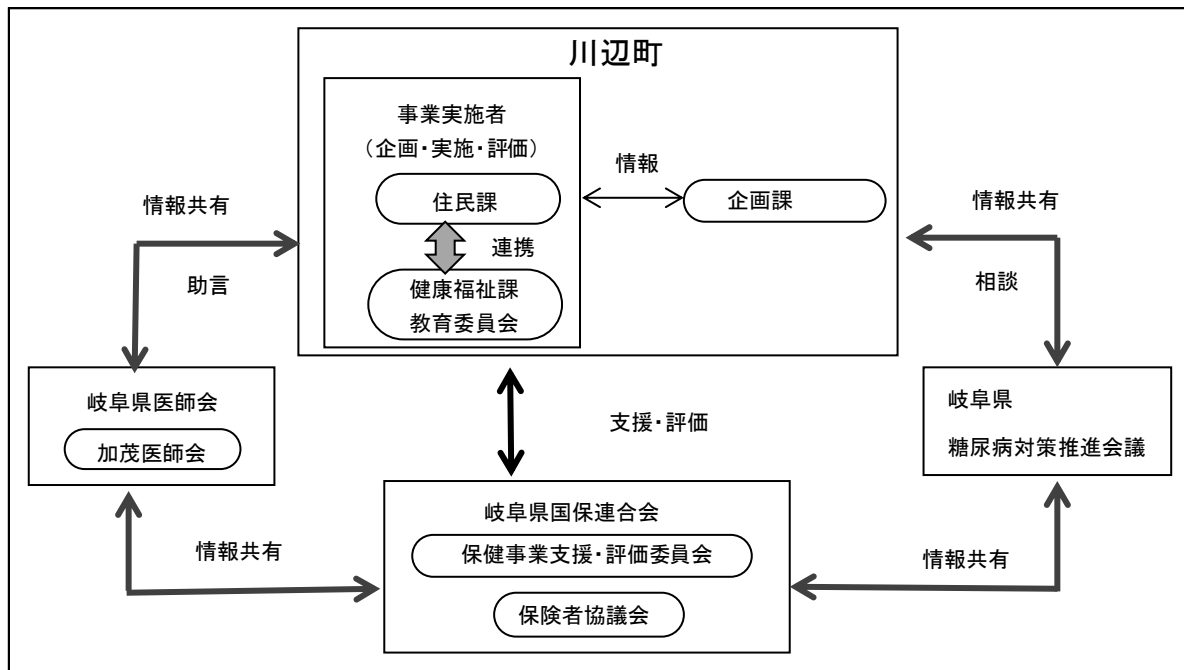 川辺町
事業実施者
（企画・実施・評価）
住民課
連携
健康福祉課
教育委員会
情報
企画課
情報共有
助言
情報共有
相談
岐阜県医師会
加茂医師会
支援・評価
岐阜県
糖尿病対策推進会議
岐阜県国保連合会
保健事業支援・評価委員会
保険者協議会
情報共有
情報共有